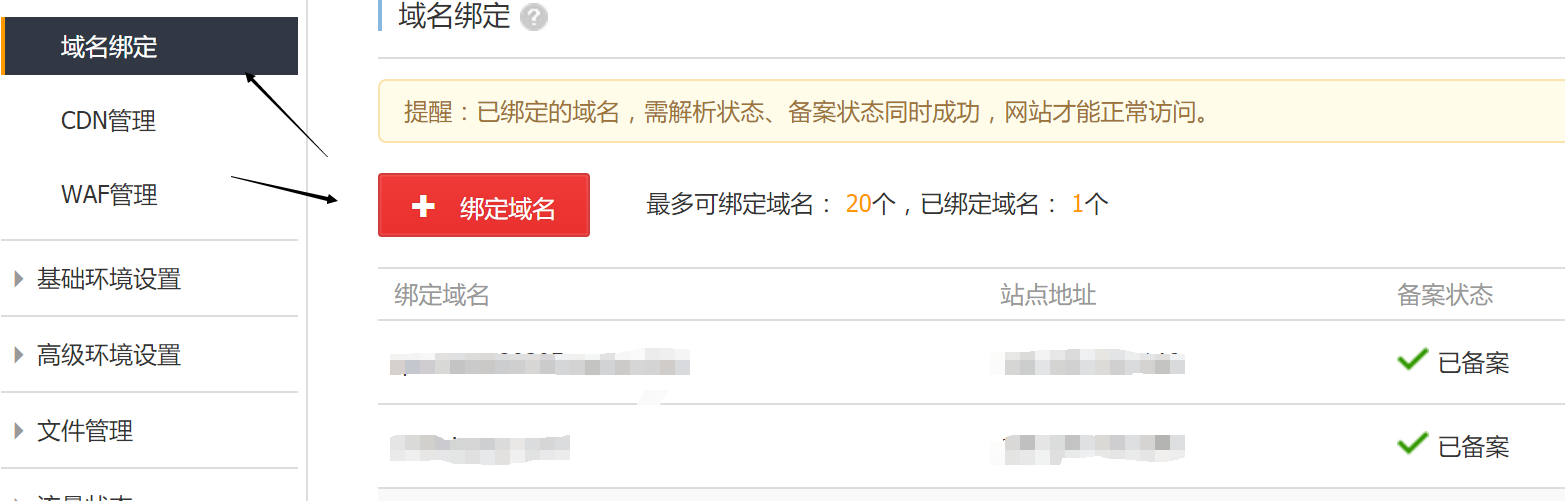 域名绑定
CDN管理
WAF管理
基础环境设置
高级环境设置
文件管理
域名绑定 ?
提醒：已绑定的域名，需解析状态、备案状态同时成功，网站才能正常访问。
绑定域名
最多可绑定域名： 20个，已绑定域名： 1个
绑定域名 站点地址 备案状态
已备案
已备案